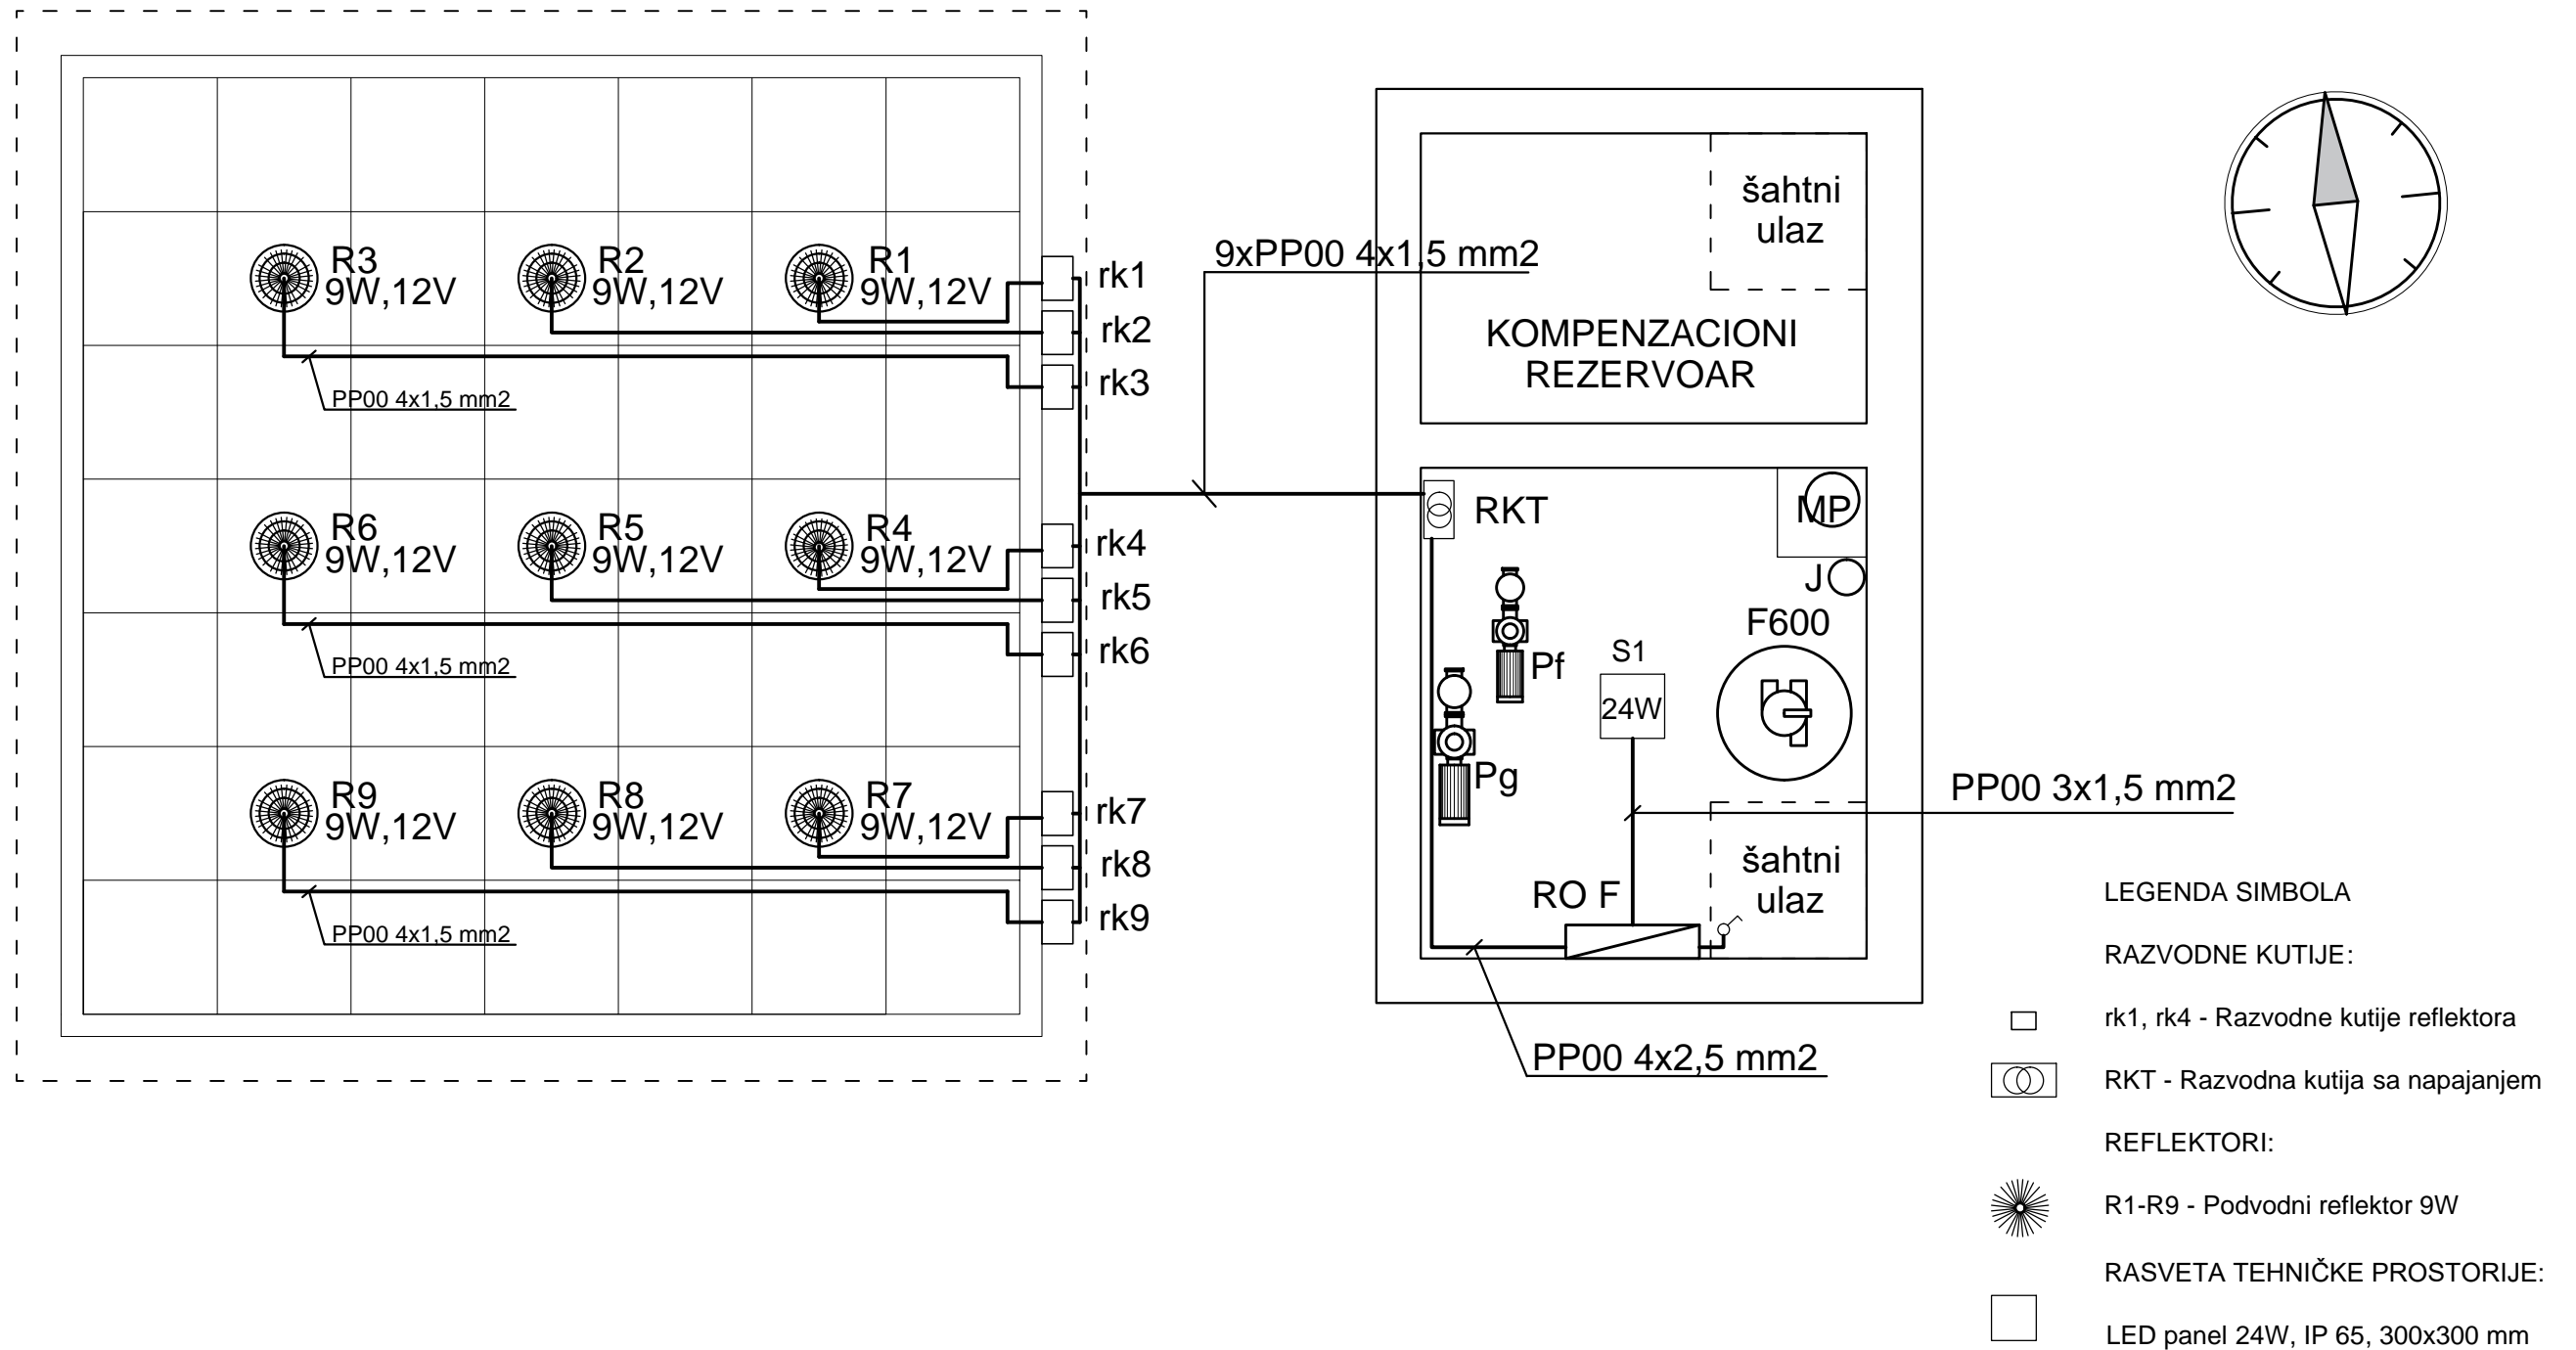 R3
9W,12V
R2
9W,12V
R1
9W,12V
rk1
rk2
rk3
PP00 4x1,5 mm2
9xPP00 4x1,5 mm2
šahtni
ulaz
KOMPENZACIONI
REZERVOAR
R6
9W,12V
R5
9W,12V
R4
9W,12V
rk4
rk5
rk6
PP00 4x1,5 mm2
RKT
MP
J
F600
Pf
S1
24W
Pg
PP00 3x1,5 mm2
R9
9W,12V
R8
9W,12V
R7
9W,12V
rk7
rk8
rk9
PP00 4x1,5 mm2
RO F
šahtni
ulaz
PP00 4x2,5 mm2
LEGENDA SIMBOLA
RAZVODNE KUTIJE:
rk1, rk4 - Razvodne kutije reflektora
RKT - Razvodna kutija sa napajanjem
REFLEKTORI:
R1-R9 - Podvodni reflektor 9W
RASVETA TEHNIČKE PROSTORIJE:
LED panel 24W, IP 65, 300x300 mm